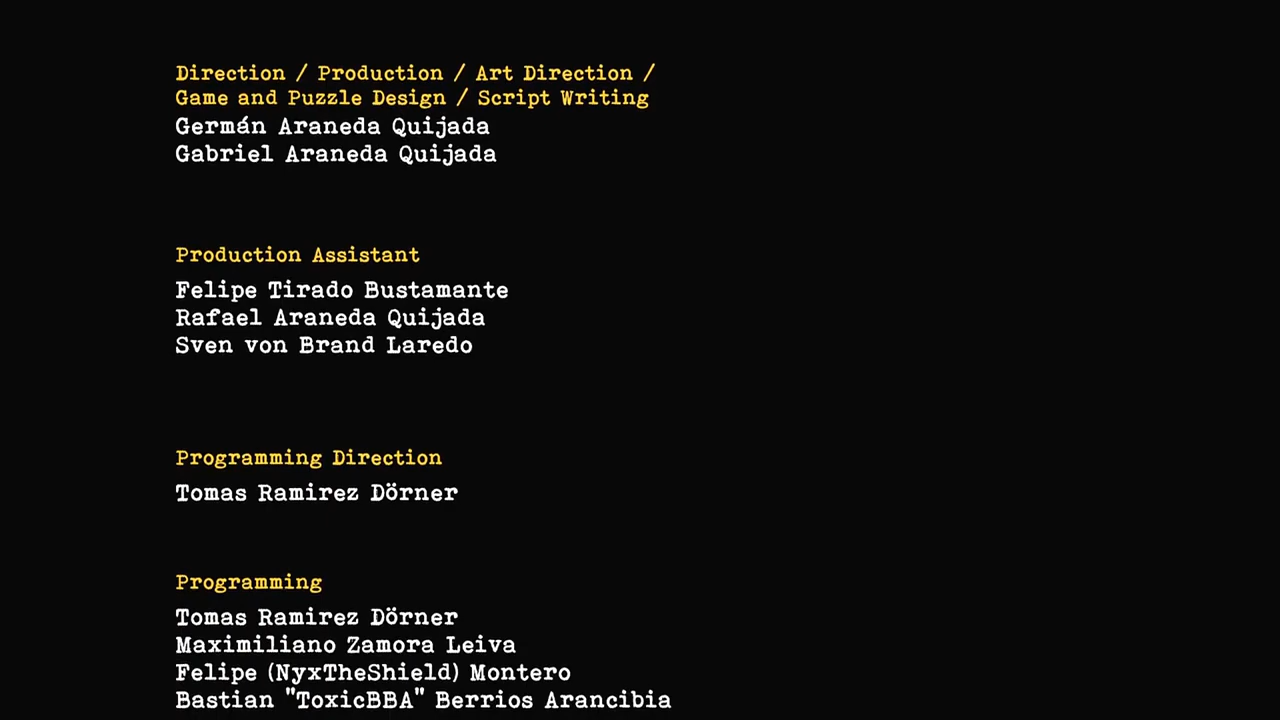 Direction / Production / Art Direction /
Game and Puzzle Design / Script Writing
Germán Araneda Quijada
Gabriel Araneda Quijada
Production Assistant
Felipe Tirado Bustamante
Rafael Araneda Quijada
Sven von Brand Laredo
Programming Direction
Tomas Ramirez Dörner
Programming
Tomas Ramirez Dörner
Maximiliano Zamora Leiva
Felipe (NyxTheShield) Montero
Bastian "ToxicBBA" Berrios Arancibia